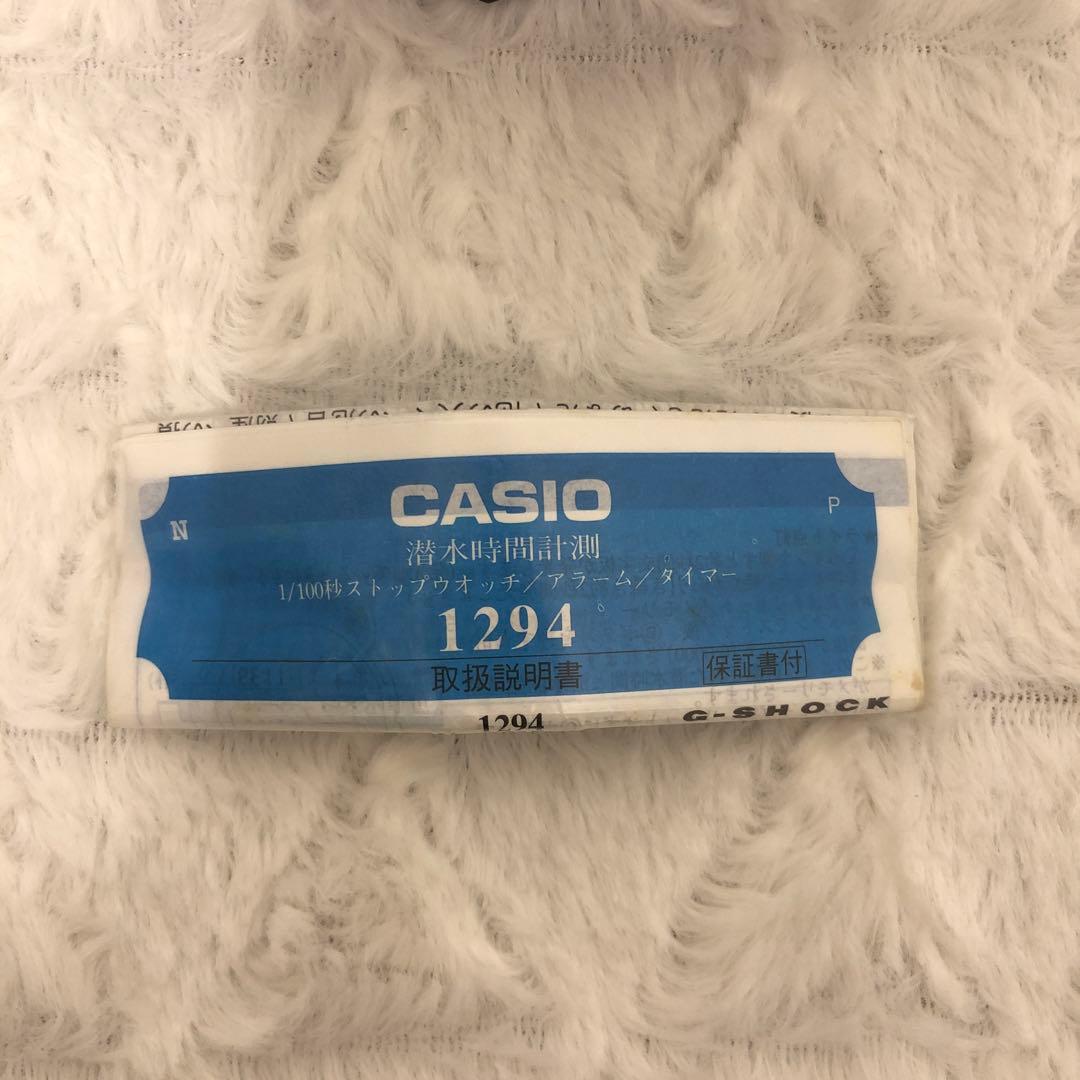 N
CASIO
P
潜水時間計測
1/100秒ストップウオッチ/アラーム/タイマー
1294
取扱説明書
保証書付
1294
G-SHOCK